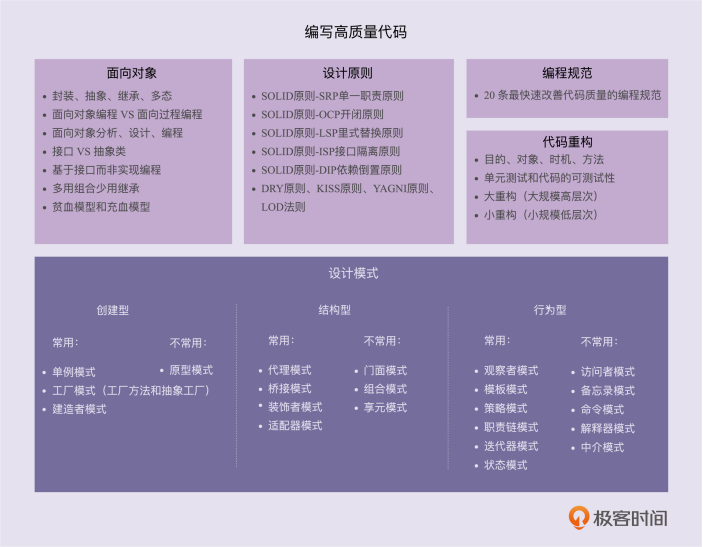 编写高质量代码
面向对象
• 封装、抽象、继承、多态
• 面向对象编程 VS 面向过程编程
• 面向对象分析、设计、编程
• 接口 VS 抽象类
• 基于接口而非实现编程
• 多用组合少用继承
• 贫血模型和充血模型
设计原则
• SOLID原则-SRP单一职责原则
• SOLID原则-OCP开闭原则
• SOLID原则-LSP里式替换原则
• SOLID原则-ISP接口隔离原则
• SOLID原则-DIP依赖倒置原则
• DRY原则、KISS原则、YAGNI原则、
LOD法则
编程规范
• 20 条最快速改善代码质量的编程规范
代码重构
• 目的、对象、时机、方法
• 单元测试和代码的可测试性
• 大重构（大规模高层次）
• 小重构（小规模低层次）
设计模式
创建型
常用：
• 单例模式
• 工厂模式（工厂方法和抽象工厂）
• 建造者模式
不常用：
• 原型模式
结构型
常用：
• 代理模式
• 桥接模式
• 装饰者模式
• 适配器模式
不常用：
• 门面模式
• 组合模式
• 享元模式
行为型
常用：
• 观察者模式
• 模板模式
• 策略模式
• 职责链模式
• 迭代器模式
• 状态模式
不常用：
• 访问者模式
• 备忘录模式
• 命令模式
• 解释器模式
• 中介模式
极客时间